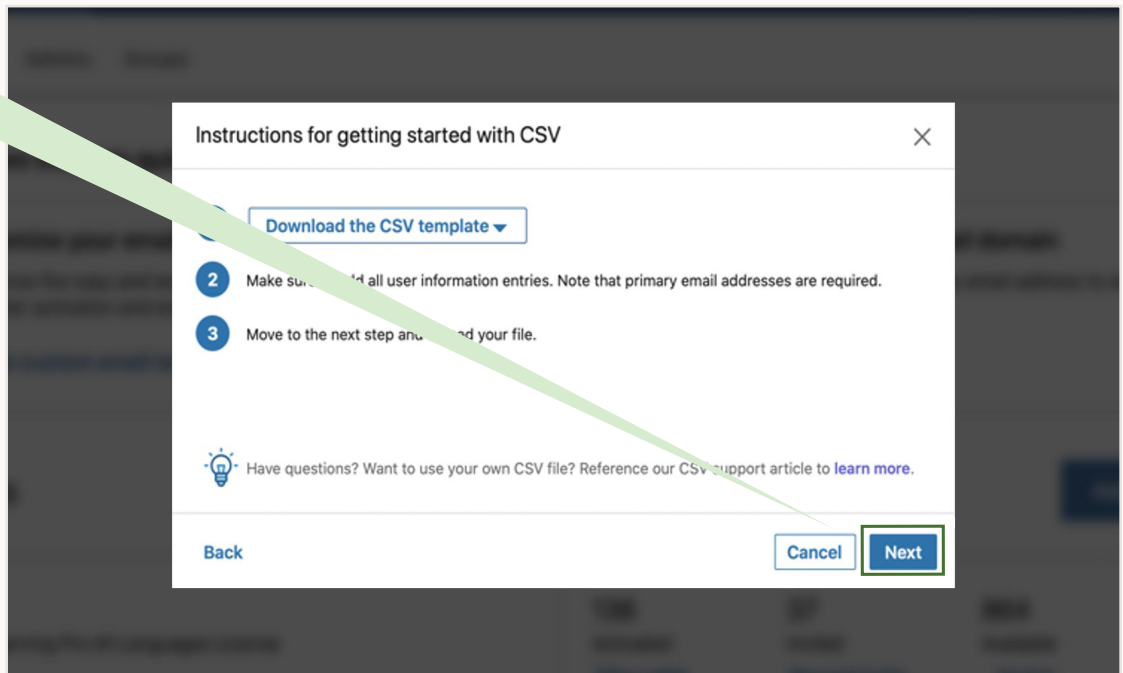 Instructions for getting started with CSV
Download the CSV template
2 Make sure all user information entries. Note that primary email addresses are required.
3 Move to the next step and your file.
Have questions? Want to use your own CSV file? Reference our CSV support article to learn more.
Back
Cancel
Next